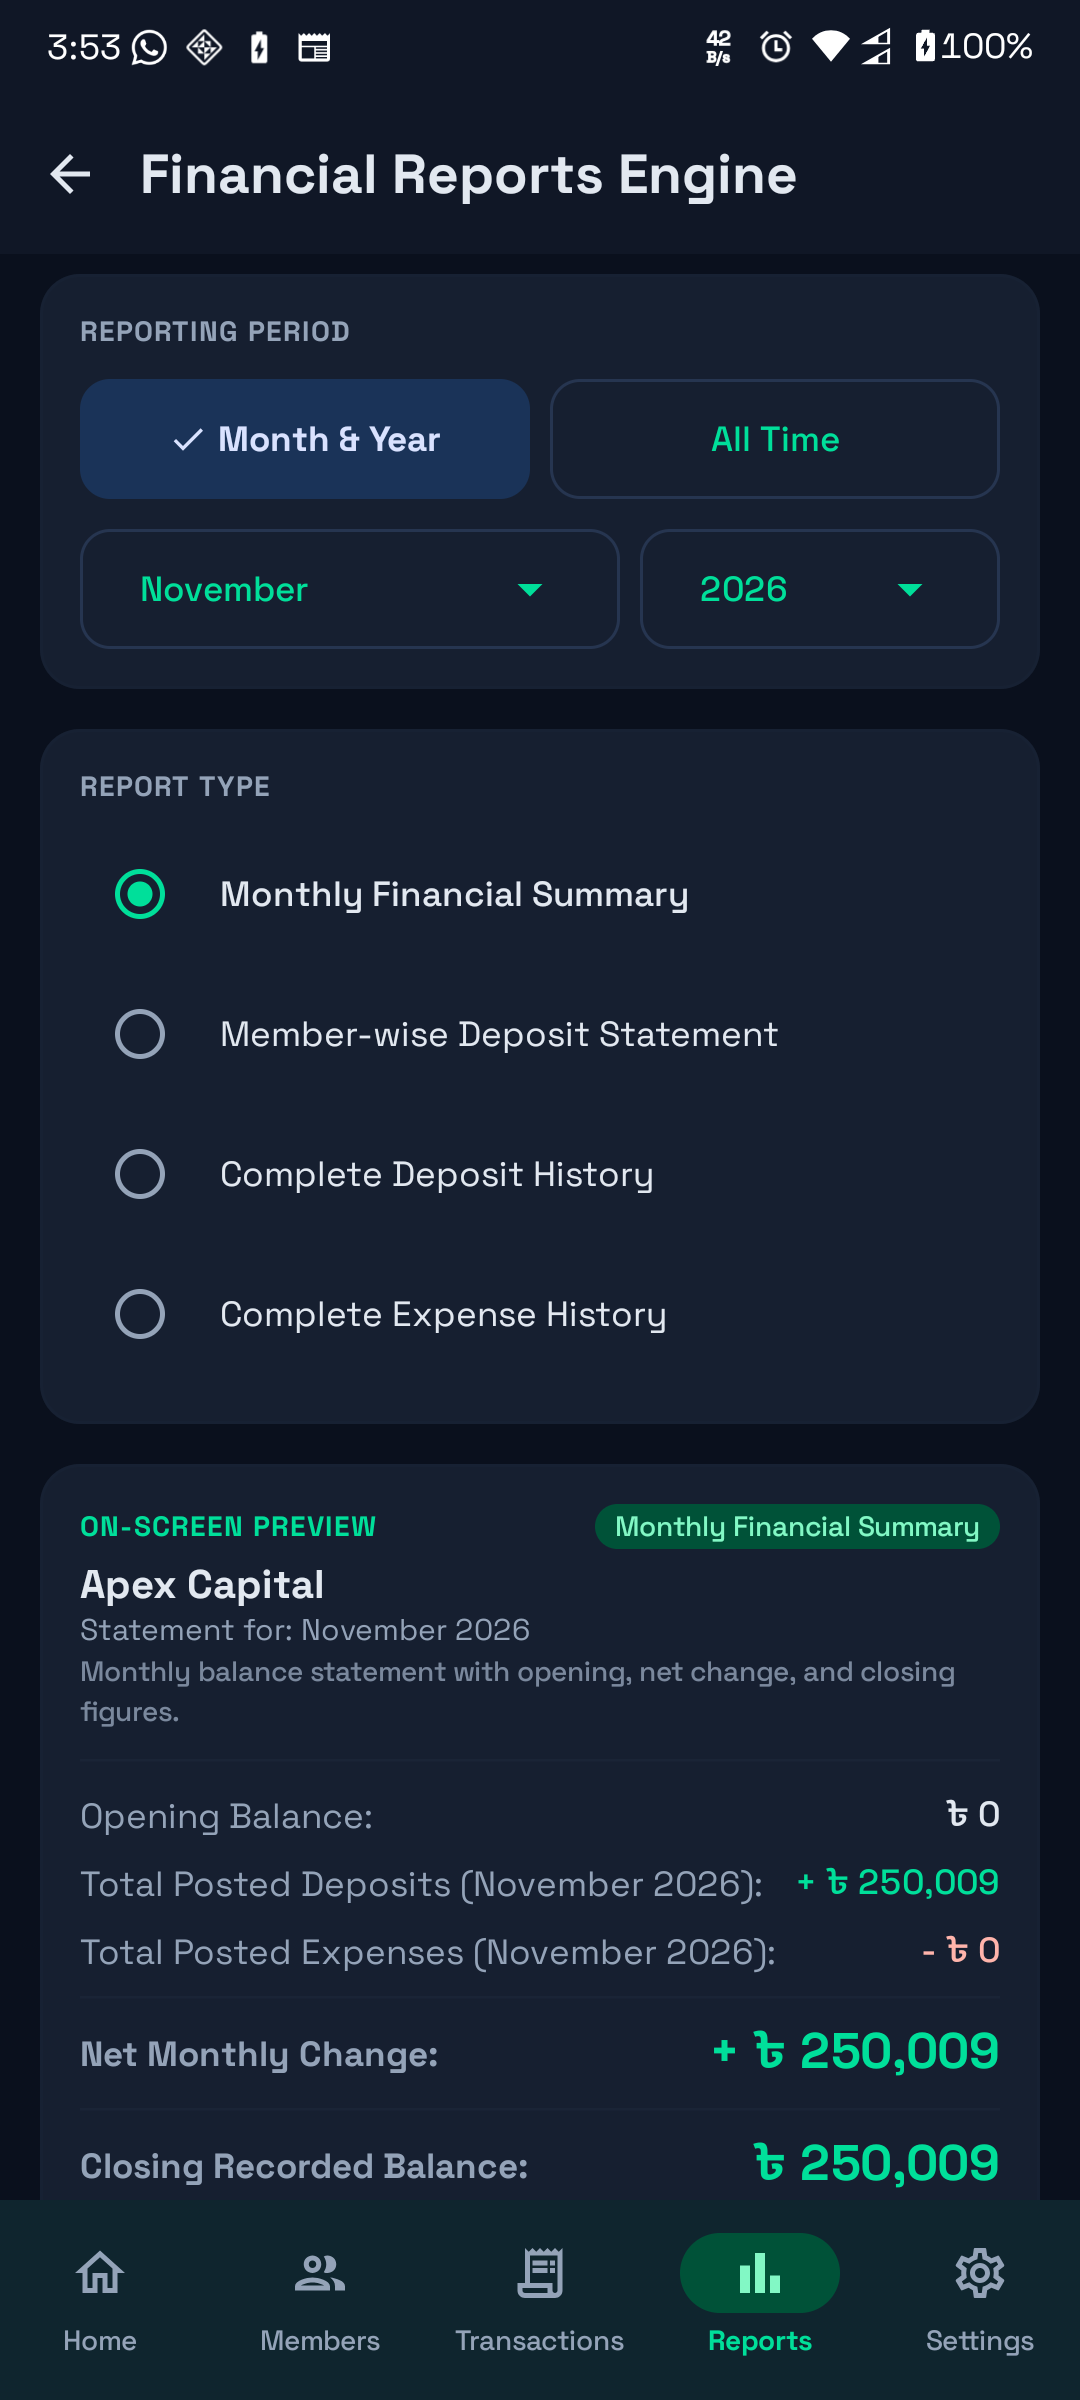 3:53
42
B/s
100%
Financial Reports Engine
REPORTING PERIOD
Month & Year
All Time
November
2026
REPORT TYPE
Monthly Financial Summary
Member-wise Deposit Statement
Complete Deposit History
Complete Expense History
ON-SCREEN PREVIEW
Monthly Financial Summary
Apex Capital
Statement for: November 2026
Monthly balance statement with opening, net change, and closing
figures.
Opening Balance: ৳ 0
Total Posted Deposits (November 2026): + ৳ 250,009
Total Posted Expenses (November 2026): - ৳ 0
Net Monthly Change: + ৳ 250,009
Closing Recorded Balance: ৳ 250,009
Home
Members
Transactions
Reports
Settings